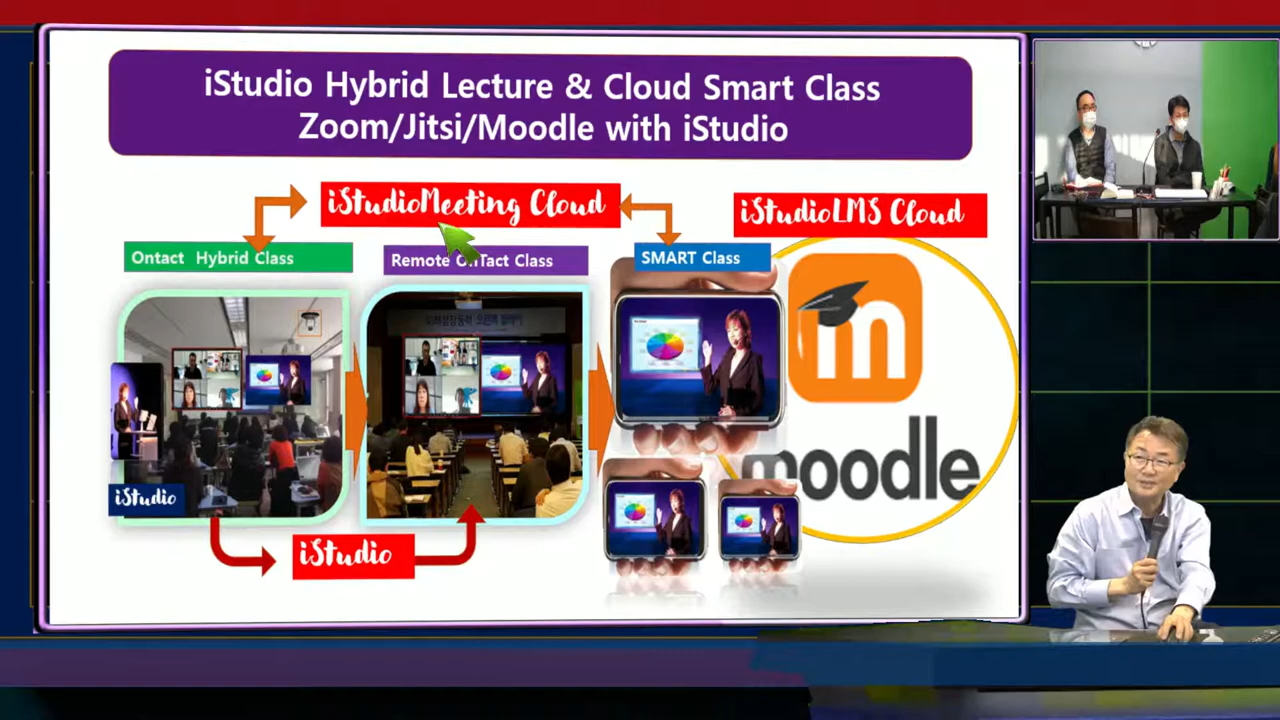 iStudio Hybrid Lecture & Cloud Smart Class
Zoom/Jitsi/Moodle with iStudio
iStudioMeeting Cloud
iStudioLMS Cloud
Ontact Hybrid Class
Remote OnTact Class
SMART Class
m
moodle
iStudio
iStudio